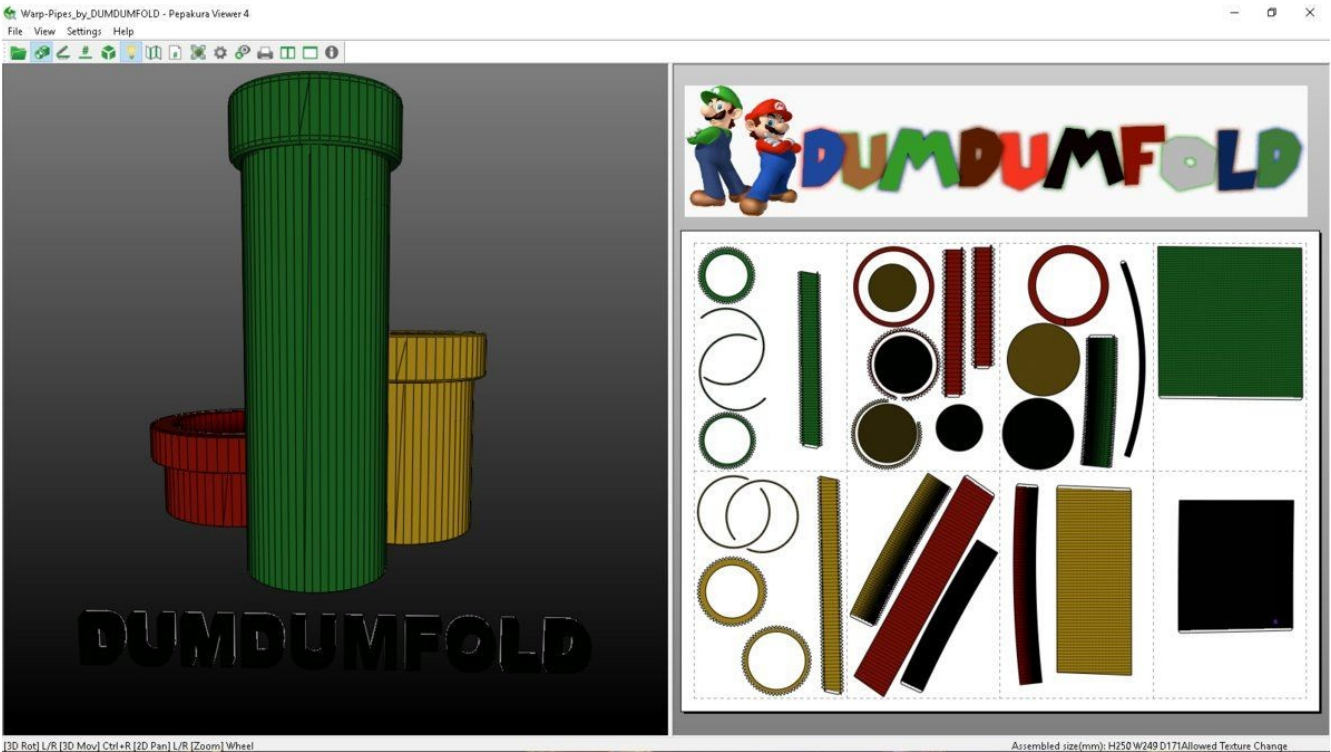 Warp-Pipes_by_DUMDUMFOLD - Pepakura Viewer 4
File View Settings Help
DUMDUMFOLD
DUMDUMFOLD
[3D Rot] L/R [3D Mov] Ctrl+R [2D Pan] L/R [Zoom] Wheel
Assembled size(mm): H250 W249 D171Allowed Texture Change